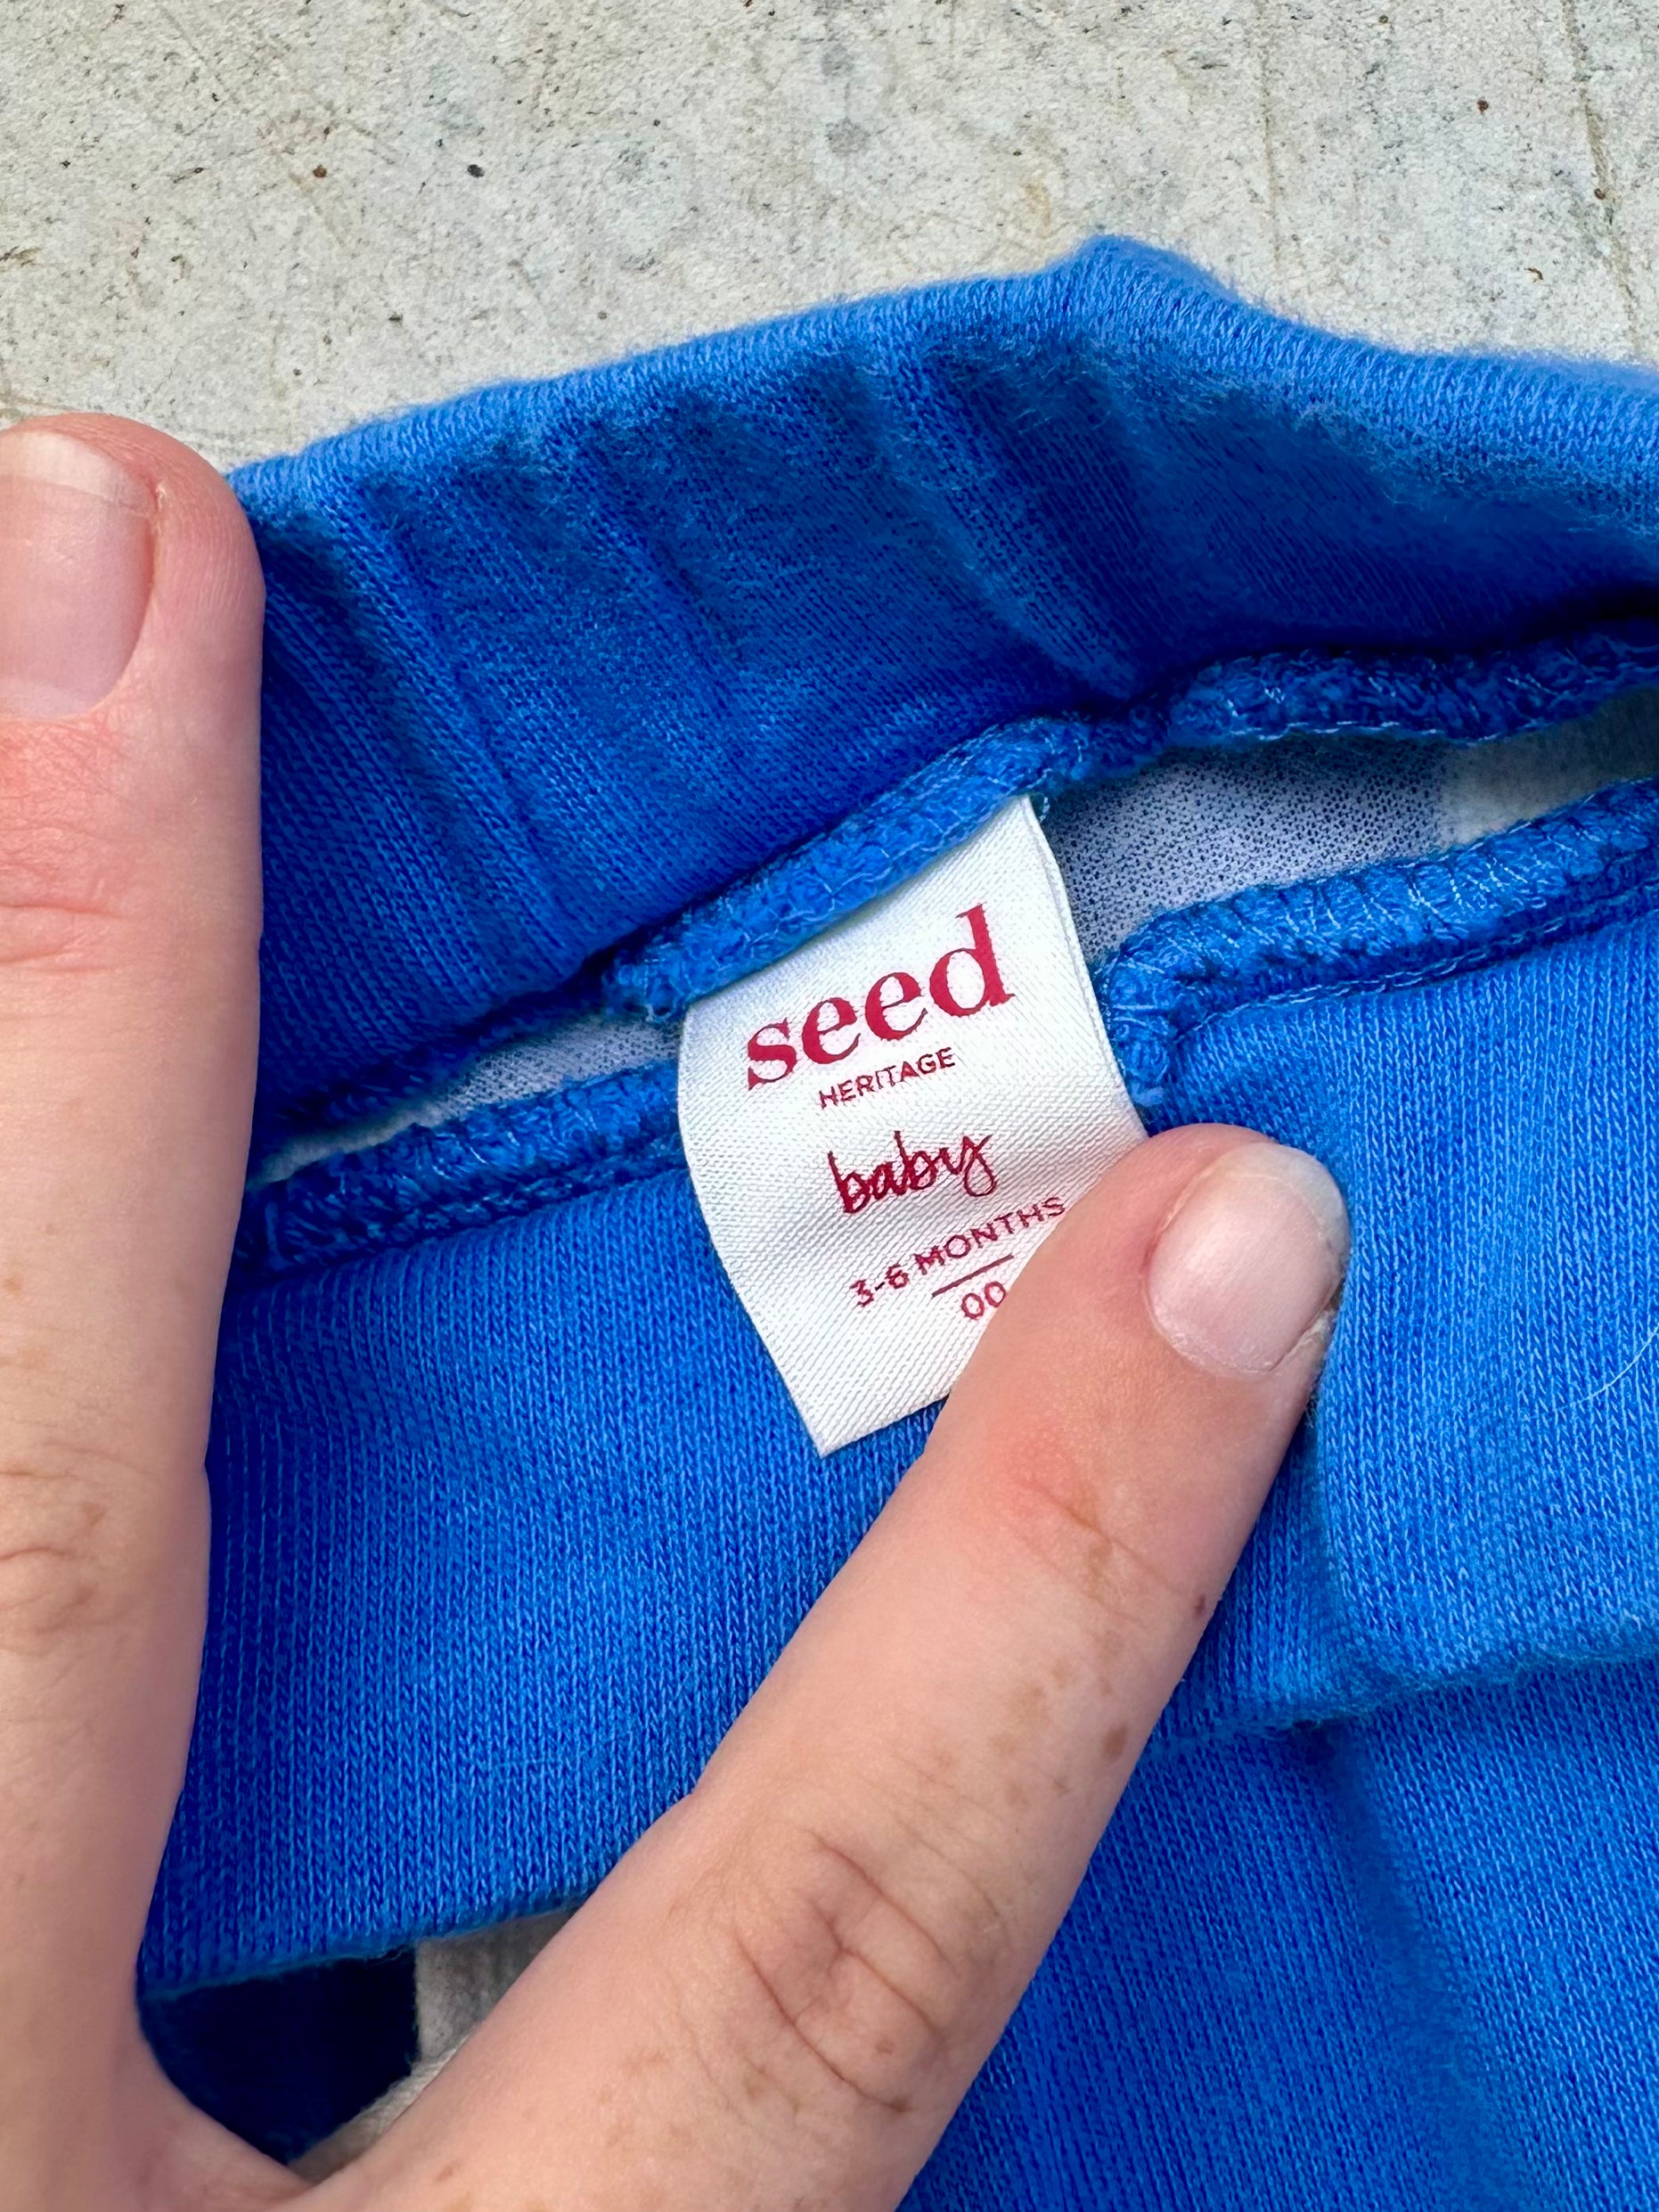 seed
HERITAGE
baby
3-6 MONTHS
00